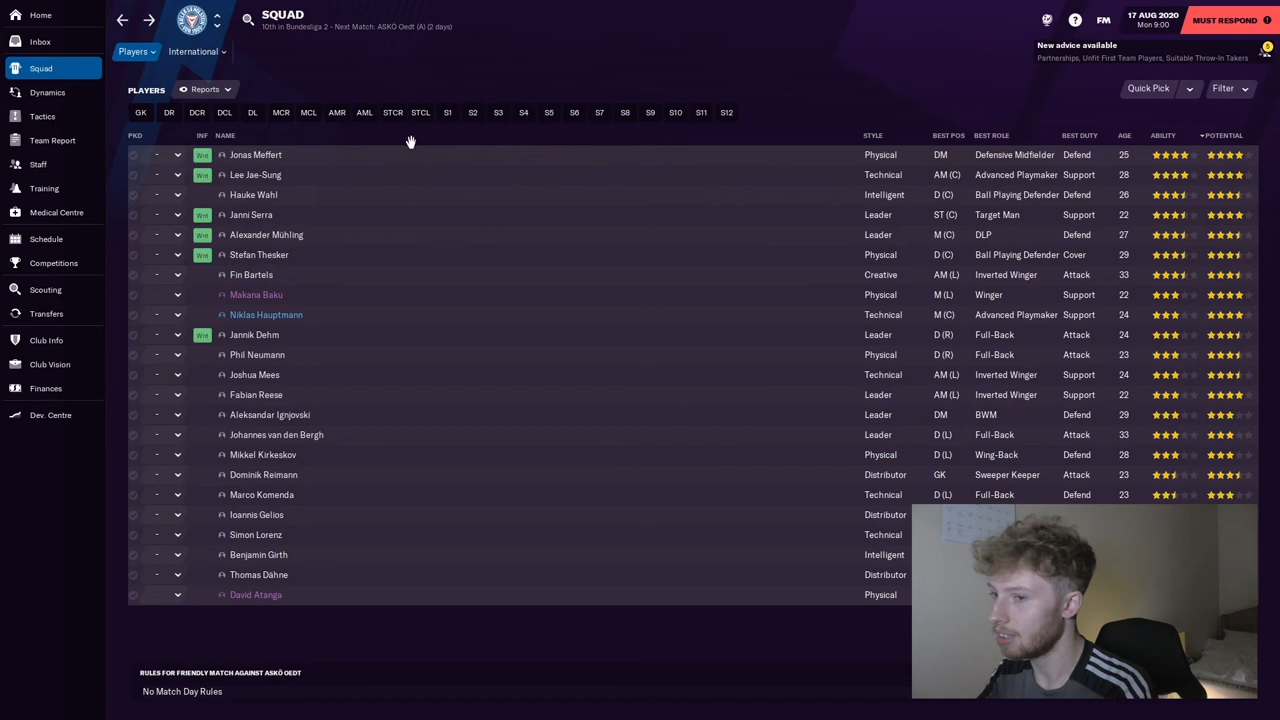 Home
SQUAD
10th in Bundesliga 2 - Next Match: ASKÖ Oedt (A) (2 days)
FM
17 AUG 2020
Mon 9:00
MUST RESPOND
Inbox
Squad
Dynamics
Tactics
Team Report
Staff
Training
Medical Centre
Schedule
Competitions
Scouting
Transfers
Club Info
Club Vision
Finances
Dev. Centre
Players
International
New advice available
Partnerships, Unfit First Team Players, Suitable Throw-In Takers
6
PLAYERS
Reports
Quick Pick
Filter
GK DR DCR DCL DL MCR MCL AMR AML STCR STCL S1 S2 S3 S4 S5 S6 S7 S8 S9 S10 S11 S12
PKD INF NAME STYLE BEST POS BEST ROLE BEST DUTY AGE ABILITY POTENTIAL
- Wnt Jonas Meffert Physical DM Defensive Midfielder Defend 25
- Wnt Lee Jae-Sung Technical AM (C) Advanced Playmaker Support 28
- Hauke Wahl Intelligent D (C) Ball Playing Defender Defend 26
- Wnt Janni Serra Leader ST (C) Target Man Support 22
- Wnt Alexander Mühling Leader M (C) DLP Defend 27
- Wnt Stefan Thesker Physical D (C) Ball Playing Defender Cover 29
- Fin Bartels Creative AM (L) Inverted Winger Attack 33
- Makana Baku Physical M (L) Winger Support 22
- Niklas Hauptmann Technical M (C) Advanced Playmaker Support 24
- Wnt Jannik Dehm Leader D (R) Full-Back Attack 24
- Phil Neumann Physical D (R) Full-Back Attack 23
- Joshua Mees Technical AM (L) Inverted Winger Support 24
- Fabian Reese Leader AM (L) Inverted Winger Support 22
- Aleksandar Ignjovski Leader DM BWM Defend 29
- Johannes van den Bergh Leader D (L) Full-Back Attack 33
- Mikkel Kirkeskov Physical D (L) Wing-Back Defend 28
- Dominik Reimann Distributor GK Sweeper Keeper Attack 23
- Marco Komenda Technical D (L) Full-Back Defend 23
- Ioannis Gelios Distributor
- Simon Lorenz Technical
- Benjamin Girth Intelligent
- Thomas Dähne Distributor
- David Atanga Physical
RULES FOR FRIENDLY MATCH AGAINST ASKÖ OEDT
No Match Day Rules